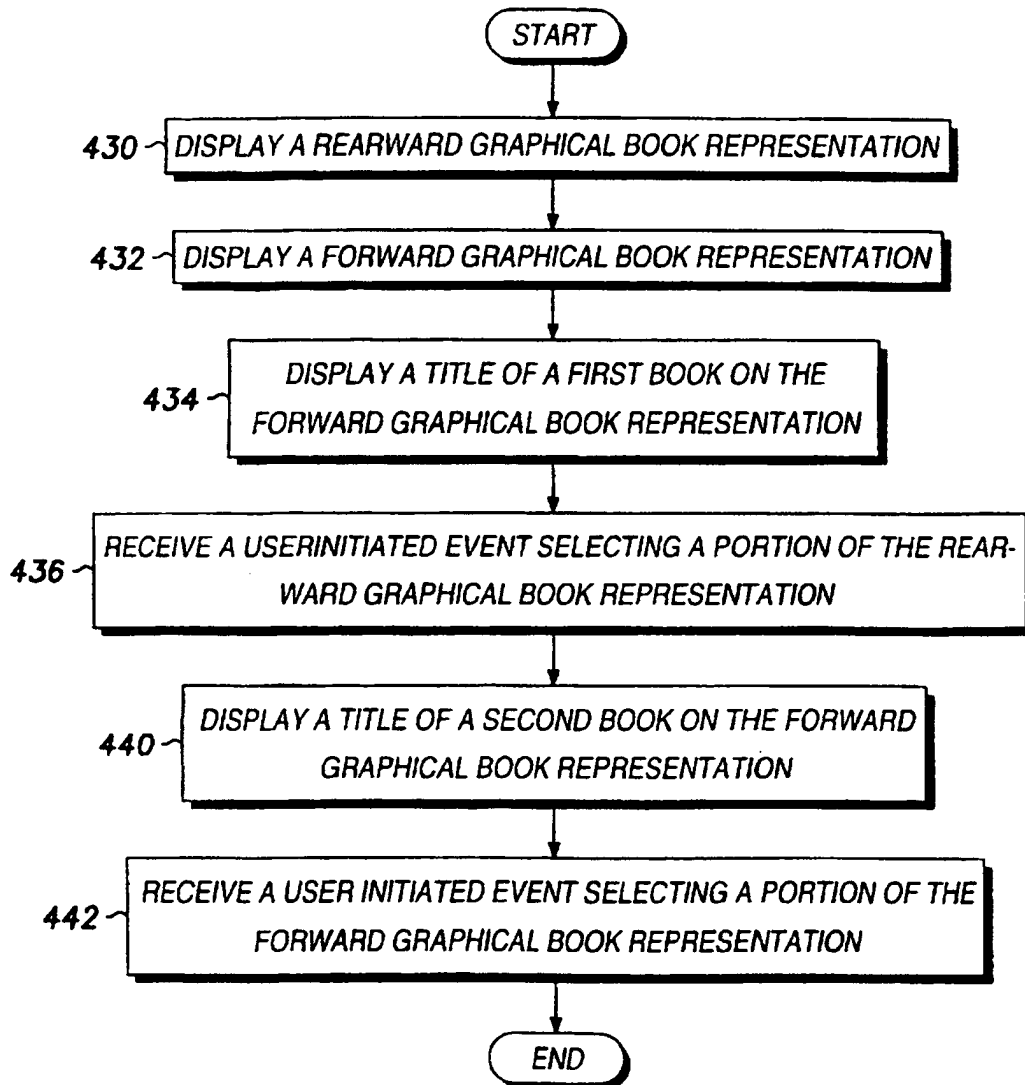 START
430 DISPLAY A REARWARD GRAPHICAL BOOK REPRESENTATION
432 DISPLAY A FORWARD GRAPHICAL BOOK REPRESENTATION
DISPLAY A TITLE OF A FIRST BOOK ON THE
434
FORWARD GRAPHICAL BOOK REPRESENTATION
RECEIVE A USERINITIATED EVENT SELECTING A PORTION OF THE REAR-
436
WARD GRAPHICAL BOOK REPRESENTATION
DISPLAY A TITLE OF A SECOND BOOK ON THE FORWARD
440
GRAPHICAL BOOK REPRESENTATION
RECEIVE A USER INITIATED EVENT SELECTING A PORTION OF THE
442
FORWARD GRAPHICAL BOOK REPRESENTATION
END